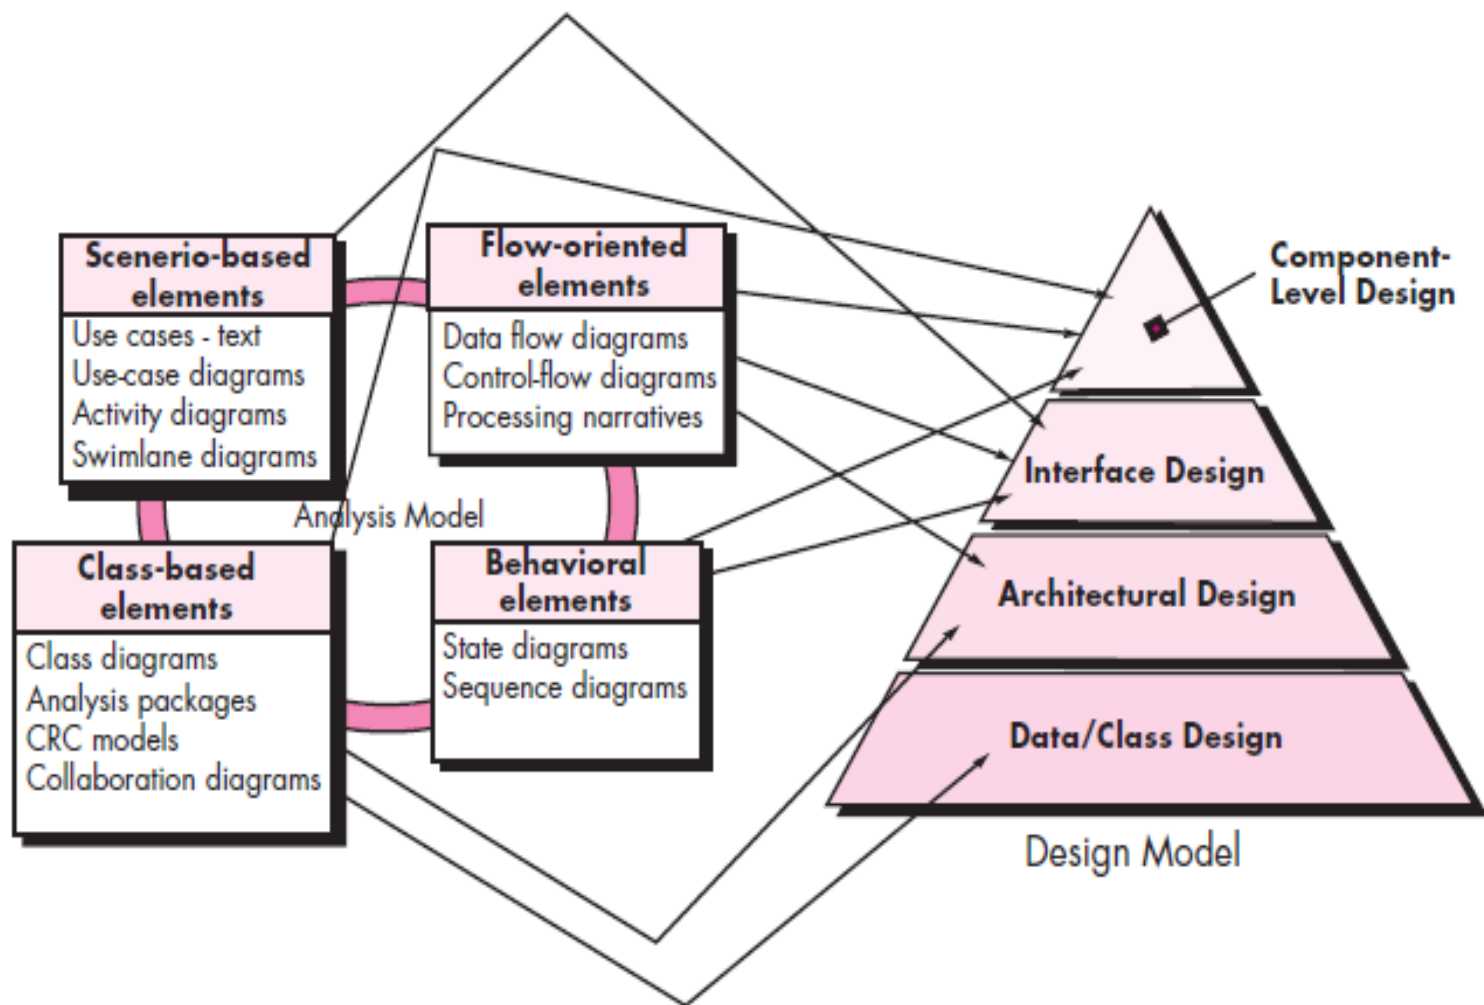 Scenerio-based
elements
Use cases - text
Use-case diagrams
Activity diagrams
Swimlane diagrams
Flow-oriented
elements
Data flow diagrams
Control-flow diagrams
Processing narratives
Analysis Model
Class-based
elements
Class diagrams
Analysis packages
CRC models
Collaboration diagrams
Behavioral
elements
State diagrams
Sequence diagrams
Component-
Level Design
Interface Design
Architectural Design
Data/Class Design
Design Model